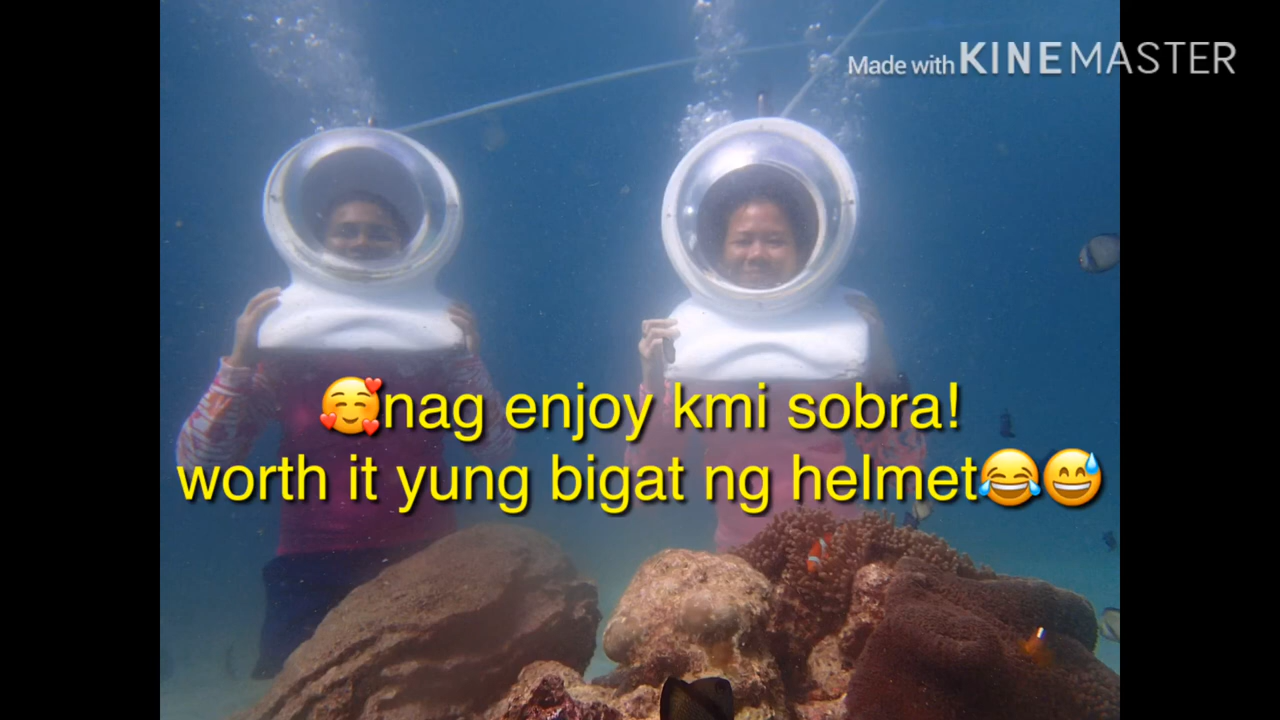 Made with KINEMASTER
🥰nag enjoy kmi sobra!
worth it yung bigat ng helmet😂😅